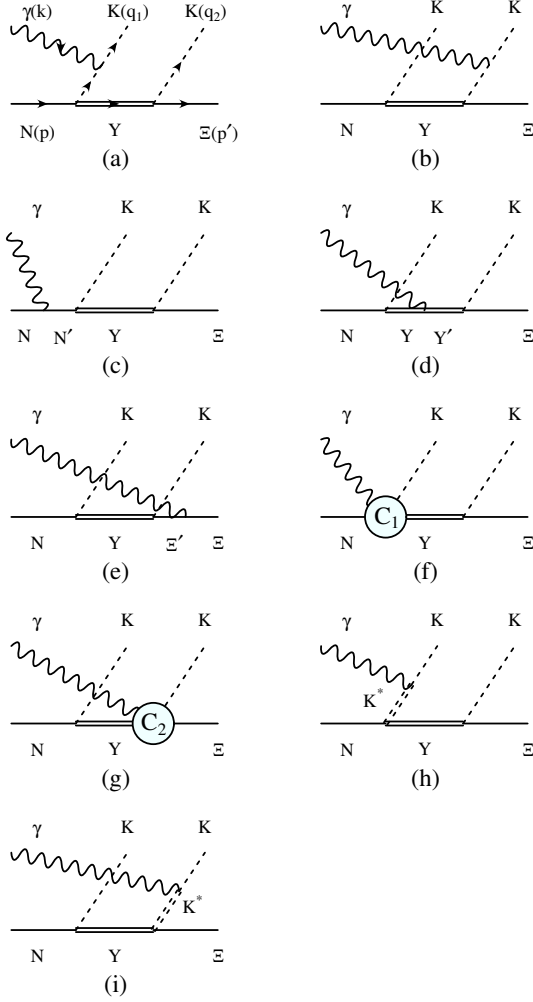 γ(k) K(q₁) K(q₂)
N(p) Y Ξ(p′)
(a)
γ K K
N Y Ξ
(b)
γ K K
N N′ Y Ξ
(c)
γ K K
N Y Y′ Ξ
(d)
γ K K
N Y Ξ′ Ξ
(e)
γ K K
C₁
N Y Ξ
(f)
γ K K
C₂
N Y Ξ
(g)
γ K K
K*
N Y Ξ
(h)
γ K K
K*
N Y Ξ
(i)